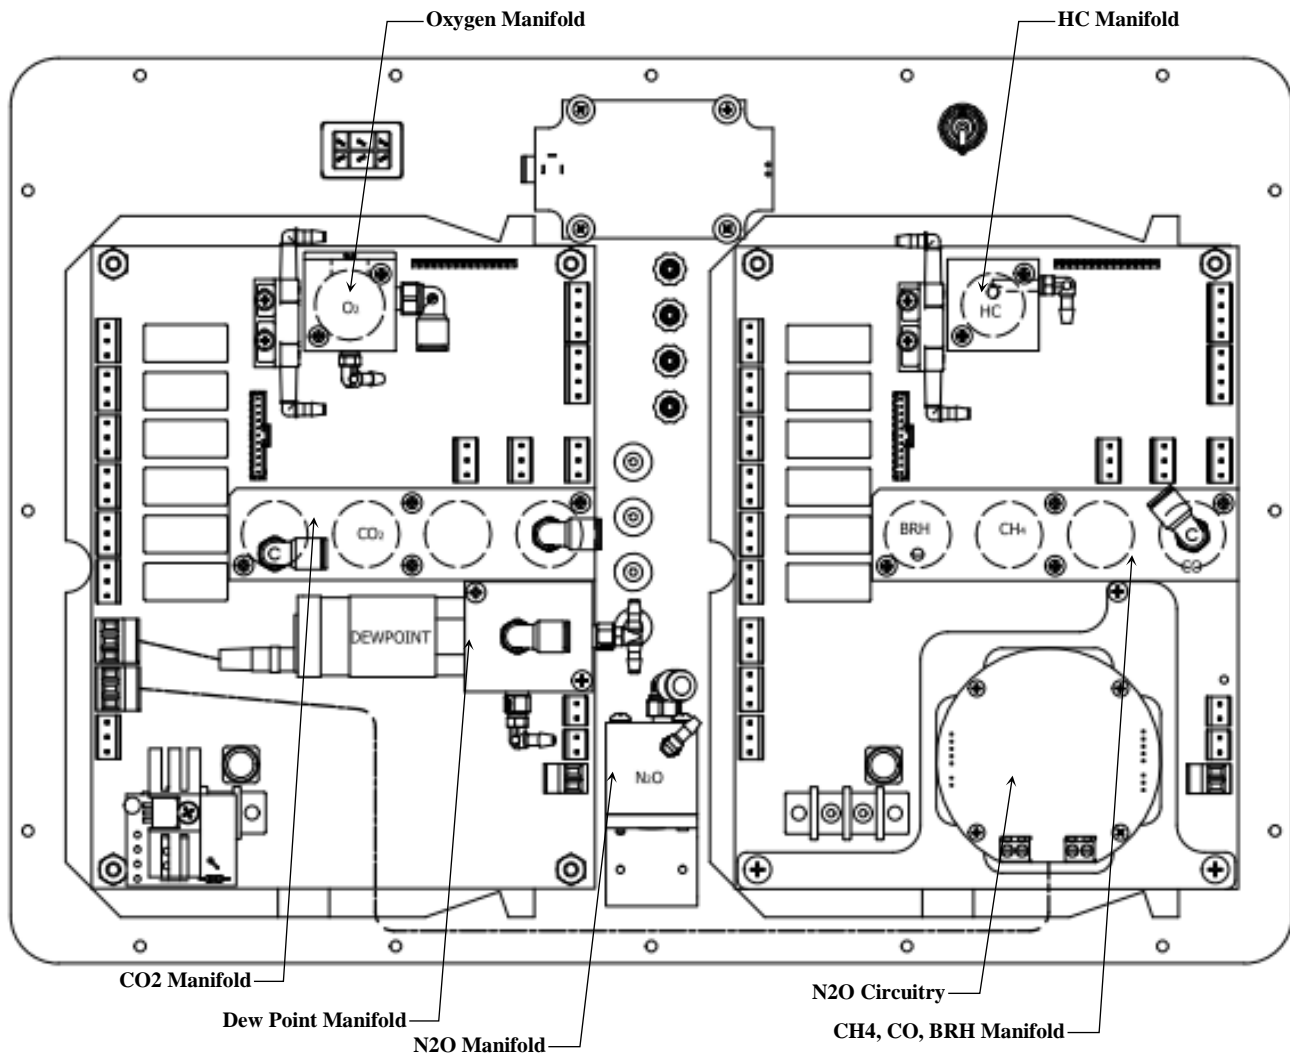 Oxygen Manifold
HC Manifold
O₂
HC
C
CO₂
BRH
CH₄
C
CO
DEWPOINT
N₂O
CO2 Manifold
Dew Point Manifold
N2O Manifold
N2O Circuitry
CH4, CO, BRH Manifold